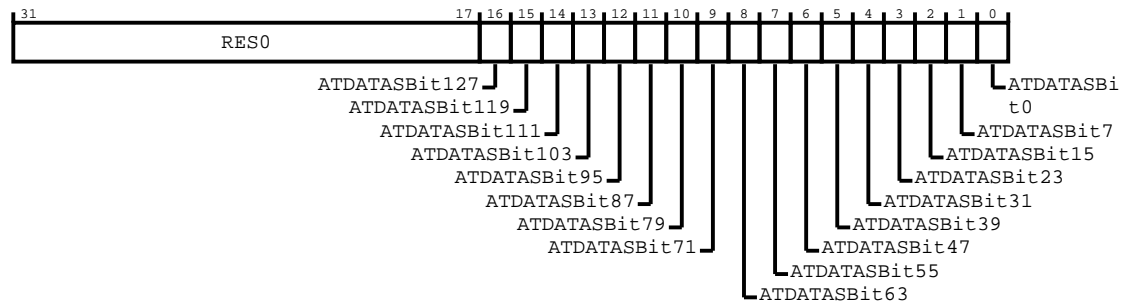 31 17 16 15 14 13 12 11 10 9 8 7 6 5 4 3 2 1 0
RES0
ATDATASBit127 ATDATASBi
ATDATASBit119 t0
ATDATASBit111 ATDATASBit7
ATDATASBit103 ATDATASBit15
ATDATASBit95 ATDATASBit23
ATDATASBit87 ATDATASBit31
ATDATASBit79 ATDATASBit39
ATDATASBit71 ATDATASBit47
ATDATASBit55
ATDATASBit63